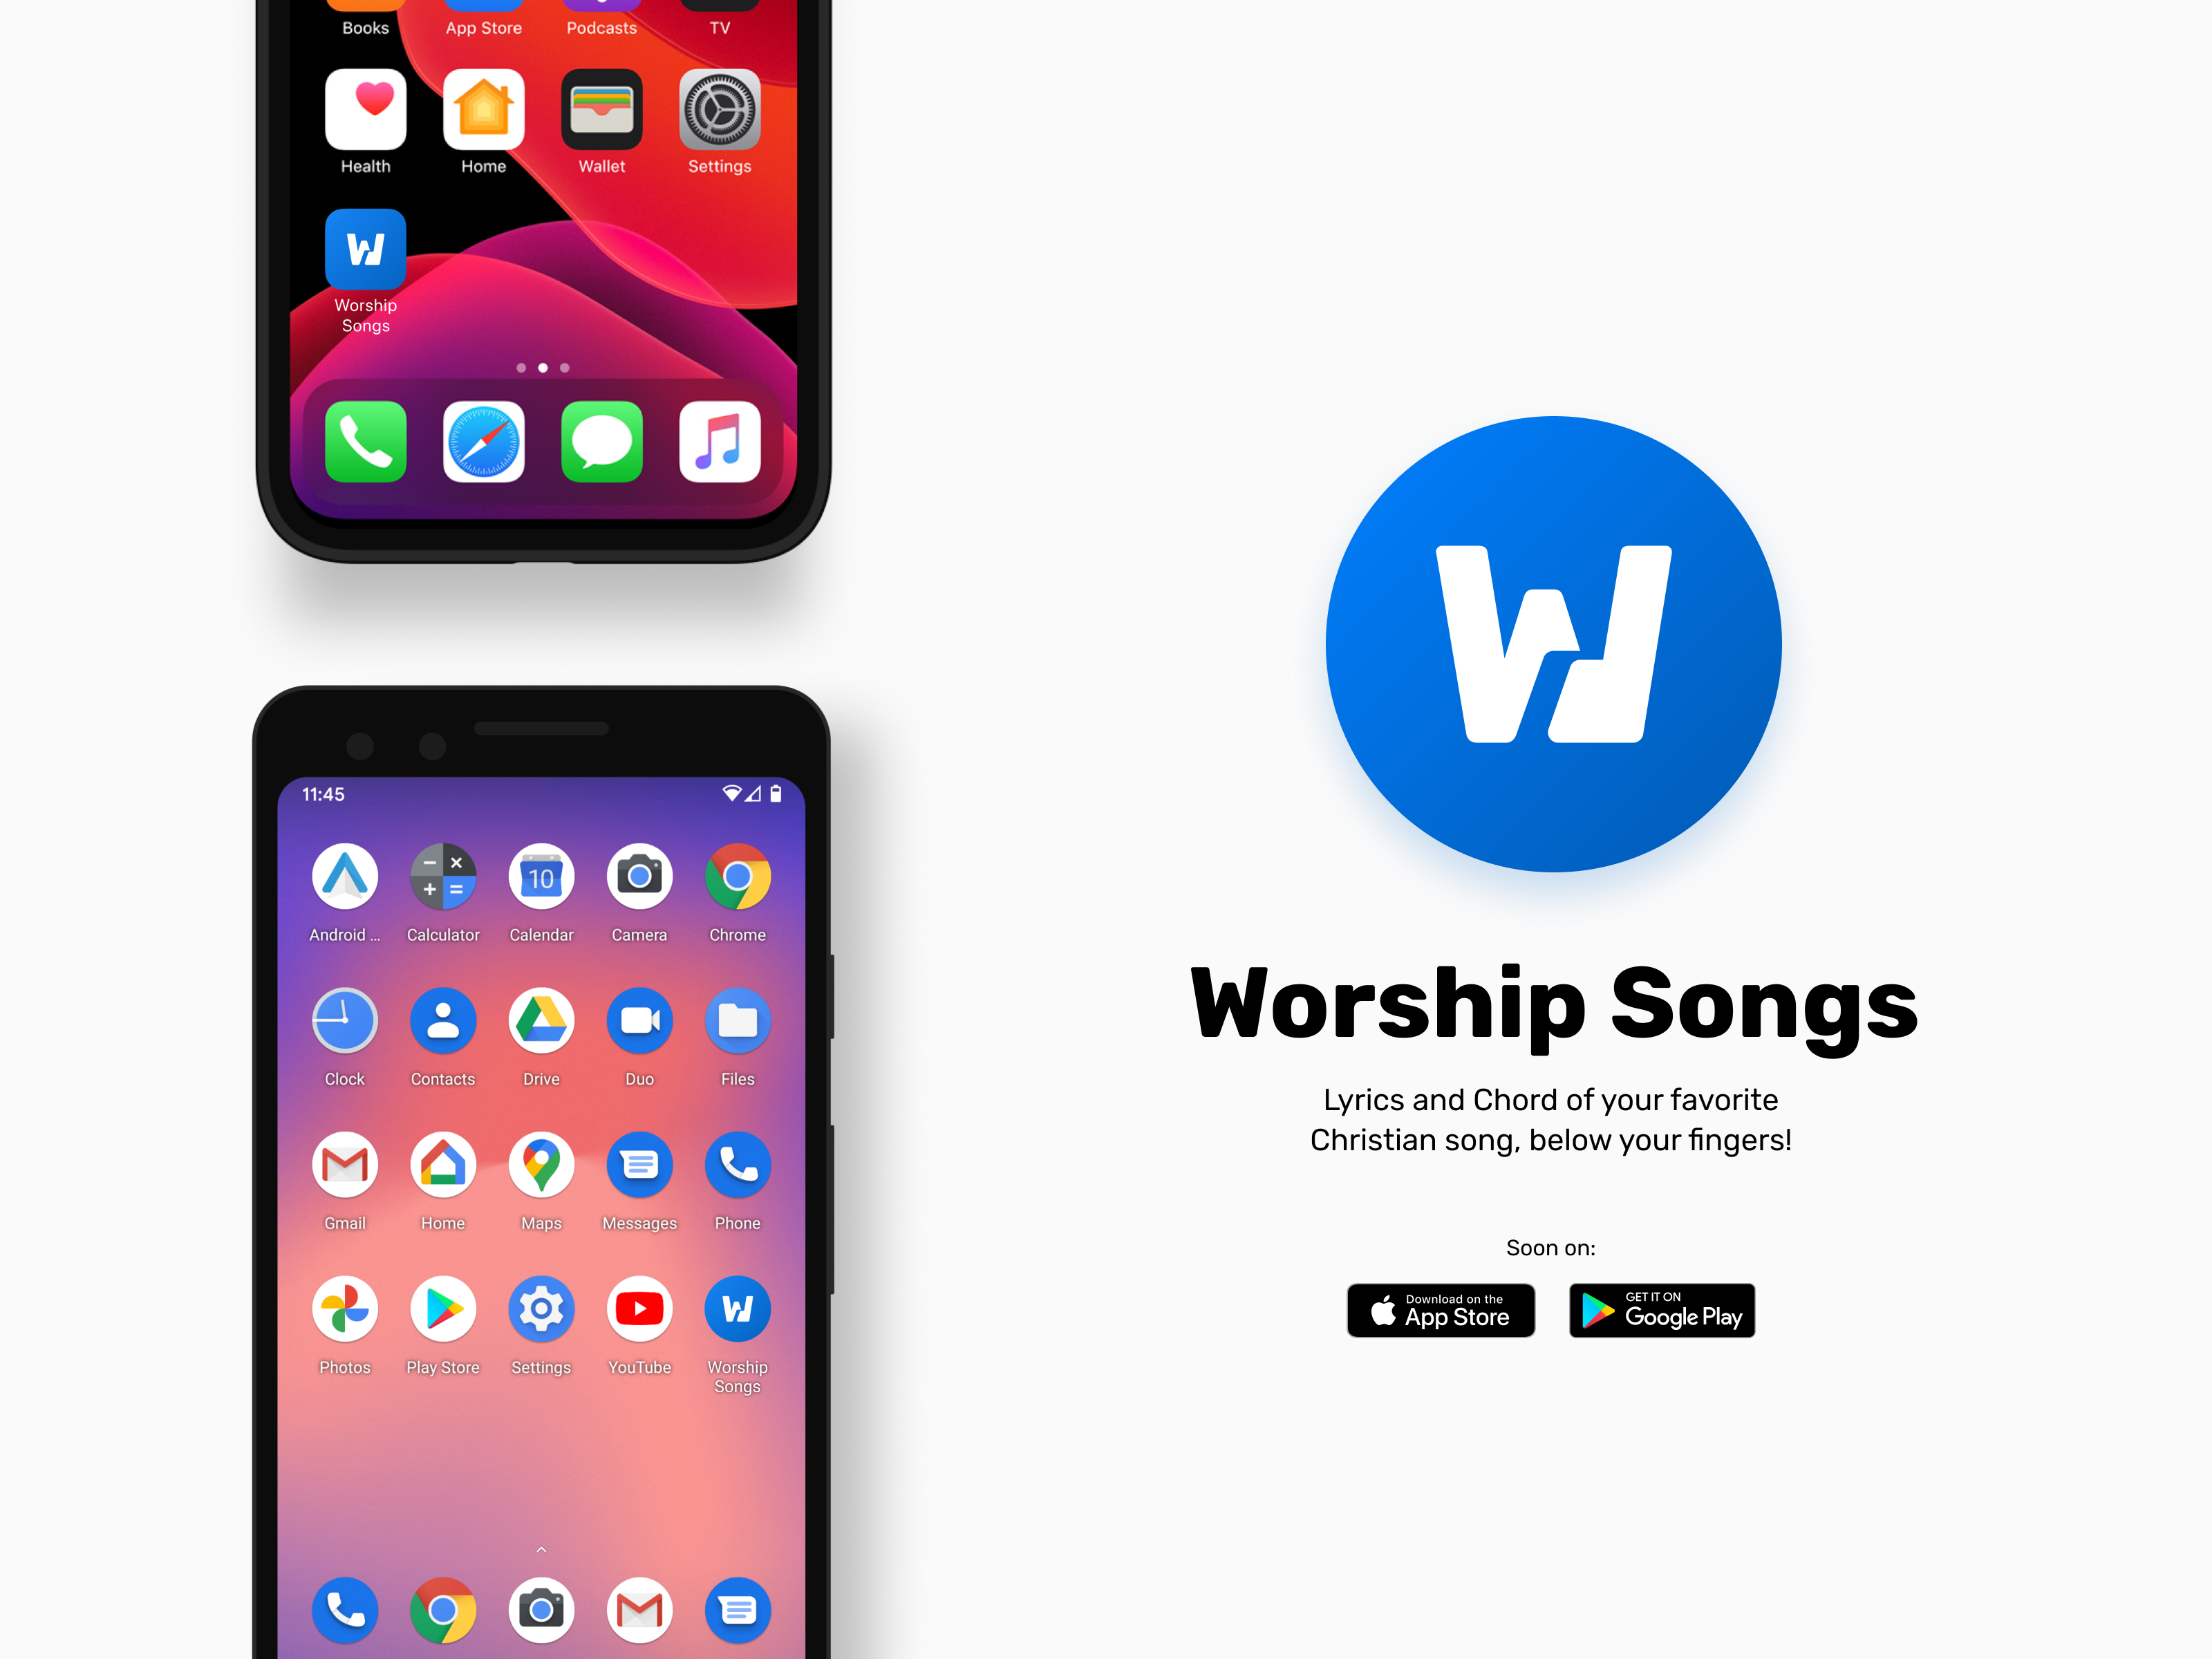 Books App Store Podcasts TV
Health Home Wallet Settings
W
Worship
Songs
11:45
10
Android ... Calculator Calendar Camera Chrome
Clock Contacts Drive Duo Files
Gmail Home Maps Messages Phone
W
Photos Play Store Settings YouTube Worship
Songs
W
Worship Songs
Lyrics and Chord of your favorite
Christian song, below your fingers!
Soon on:
Download on the
App Store
GET IT ON
Google Play